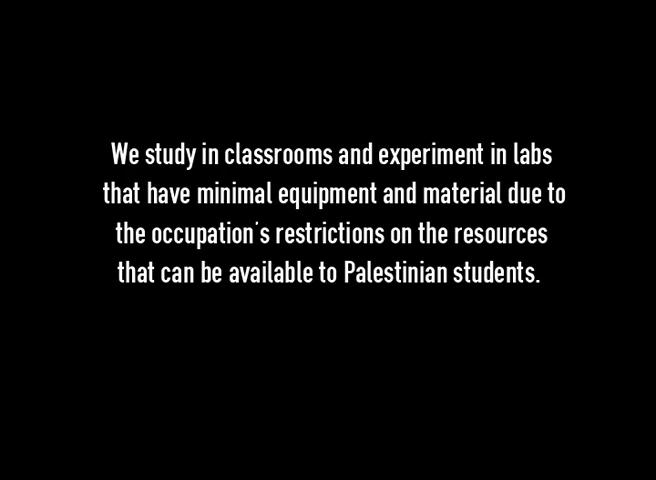 We study in classrooms and experiment in labs
that have minimal equipment and material due to
the occupation's restrictions on the resources
that can be available to Palestinian students.